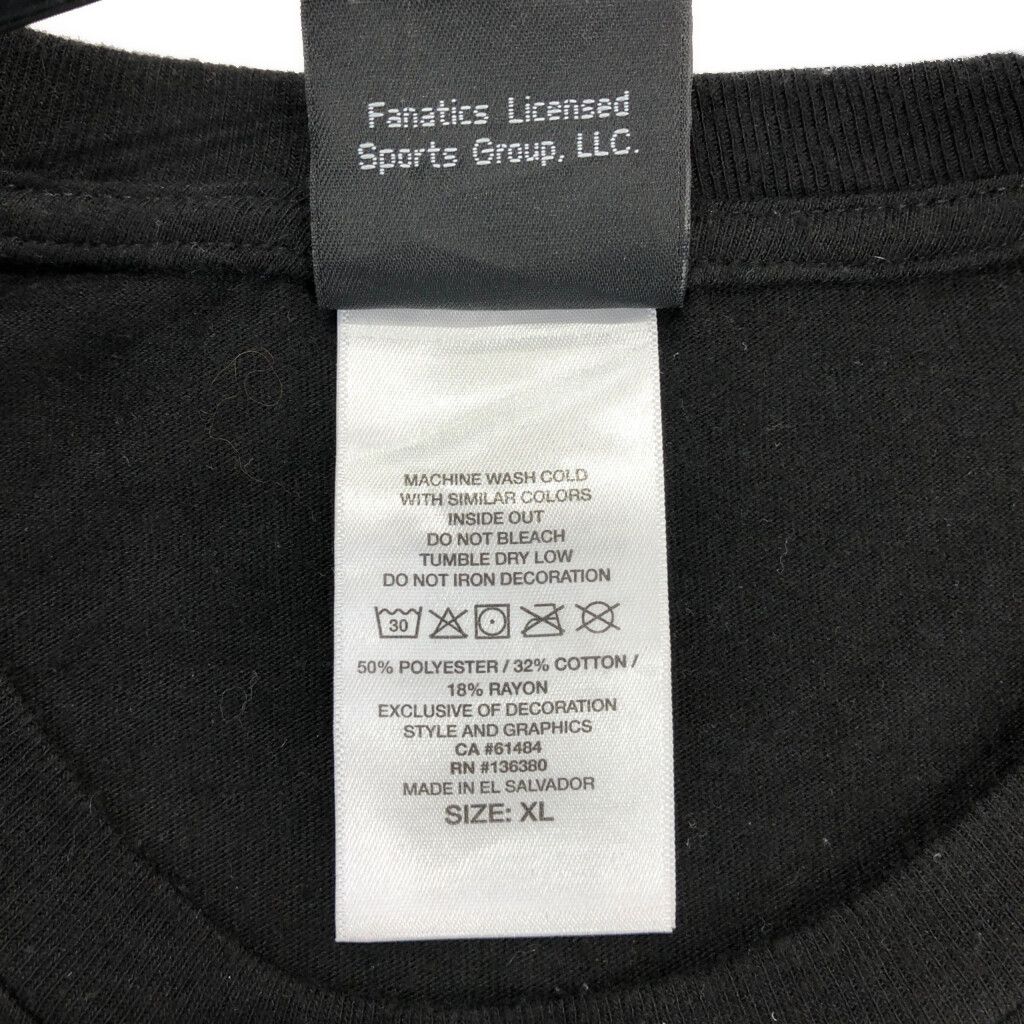 Fanatics Licensed
Sports Group, LLC.
MACHINE WASH COLD
WITH SIMILAR COLORS
INSIDE OUT
DO NOT BLEACH
TUMBLE DRY LOW
DO NOT IRON DECORATION
30
50% POLYESTER / 32% COTTON /
18% RAYON
EXCLUSIVE OF DECORATION
STYLE AND GRAPHICS
CA #61484
RN #136380
MADE IN EL SALVADOR
SIZE: XL